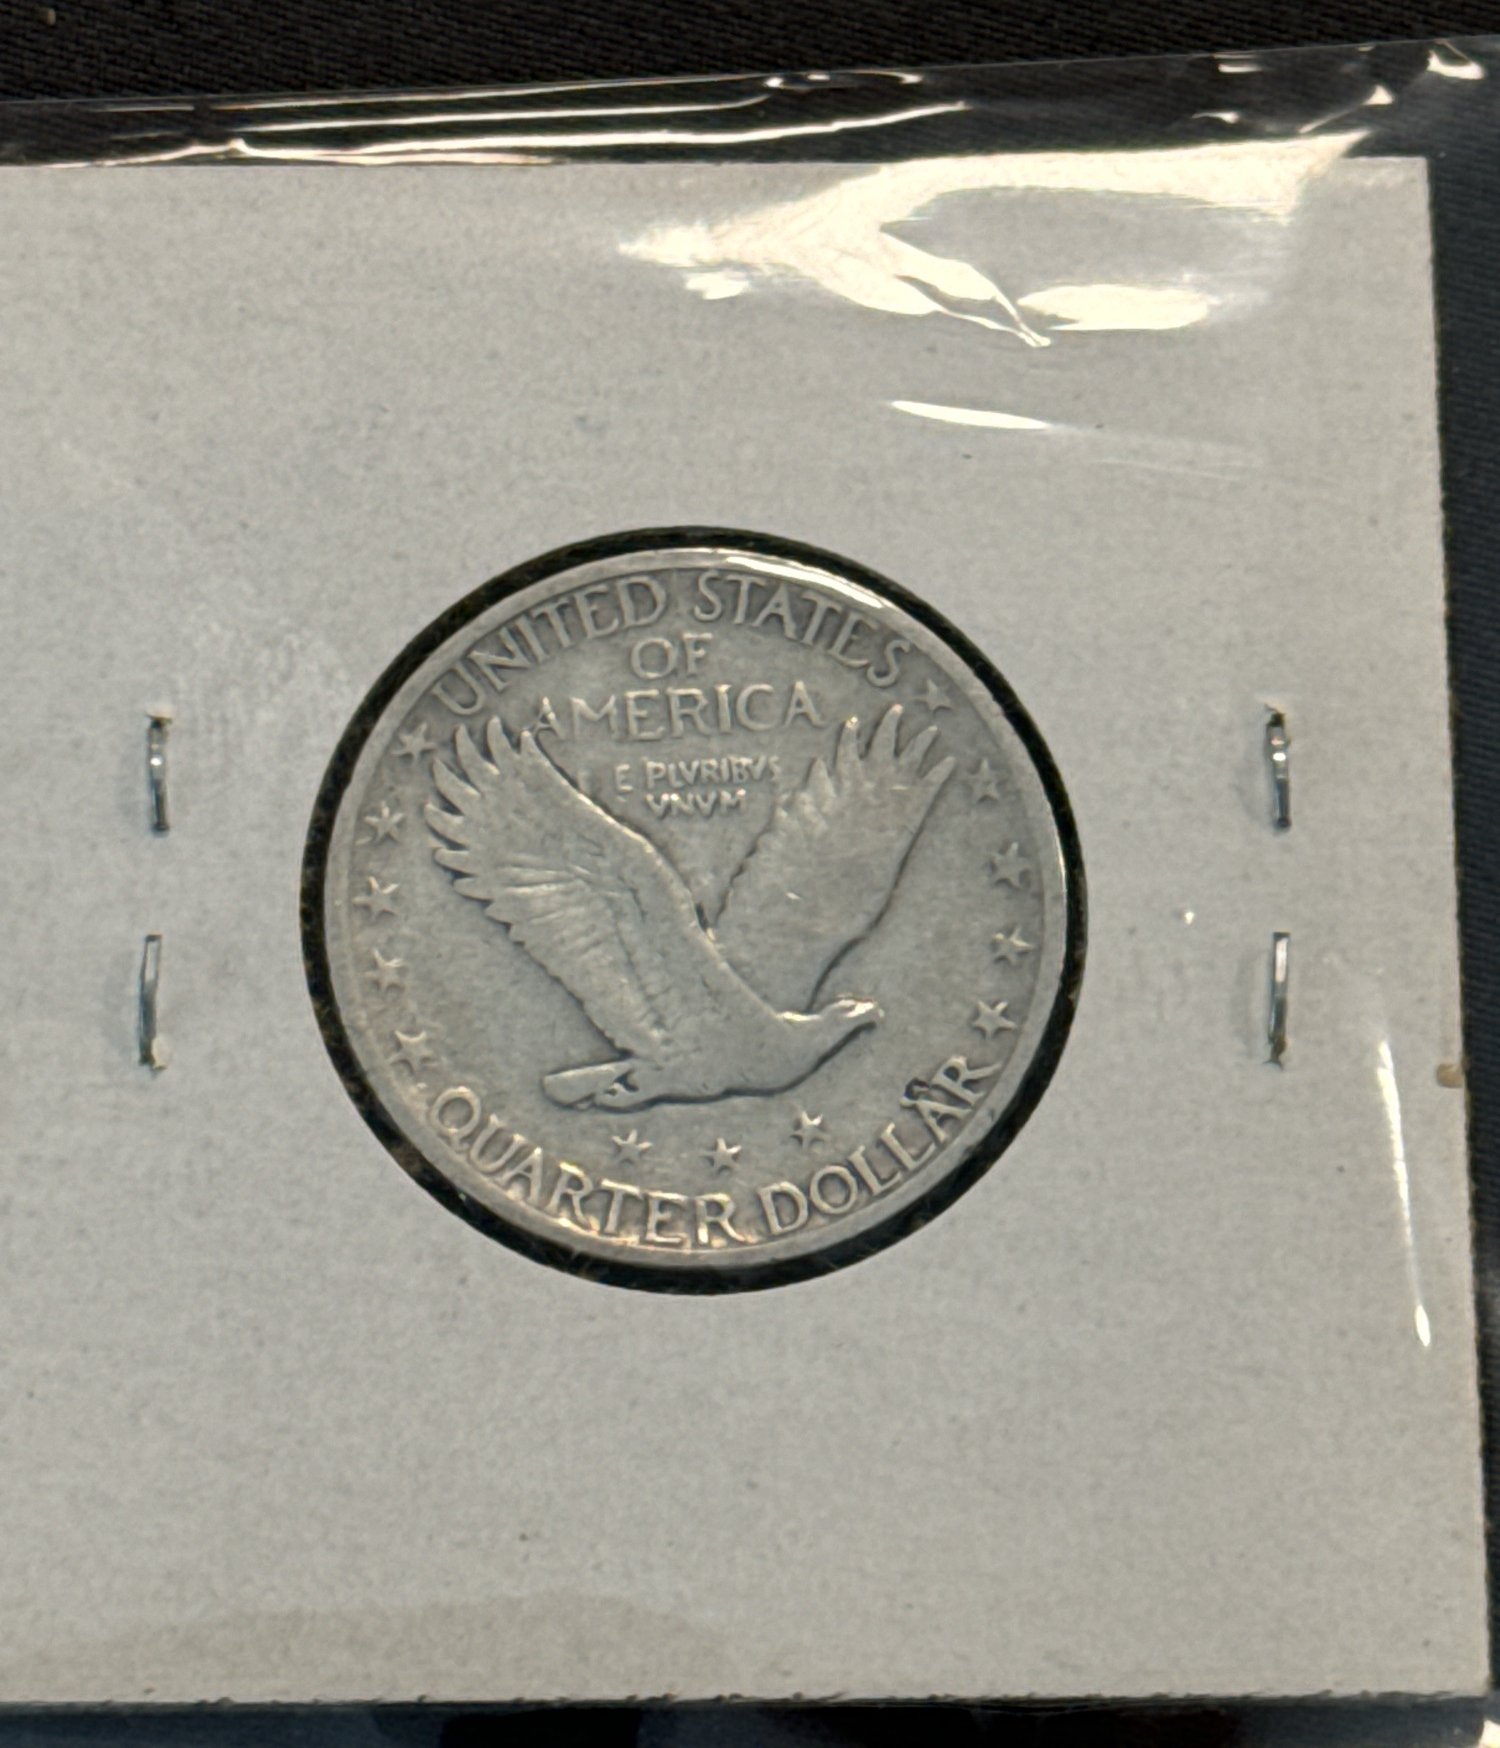 UNITED STATES
OF
AMERICA
E PLVRIBVS
VNVM
QUARTER DOLLAR